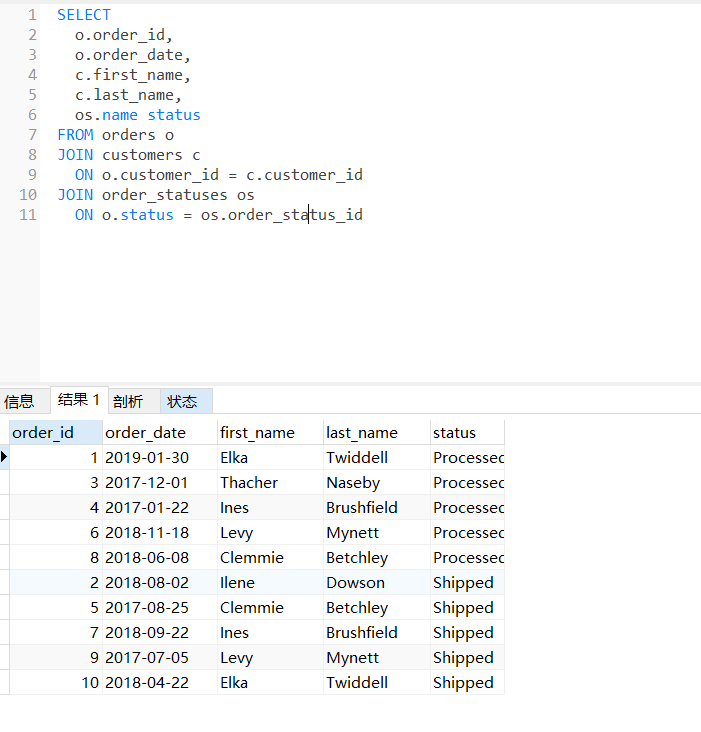 1 SELECT
2 o.order_id,
3 o.order_date,
4 c.first_name,
5 c.last_name,
6 os.name status
7 FROM orders o
8 JOIN customers c
9 ON o.customer_id = c.customer_id
10 JOIN order_statuses os
11 ON o.status = os.order_status_id
信息 结果 1 剖析 状态
order_id order_date first_name last_name status
1 2019-01-30 Elka Twiddell Processed
3 2017-12-01 Thacher Naseby Processed
4 2017-01-22 Ines Brushfield Processed
6 2018-11-18 Levy Mynett Processed
8 2018-06-08 Clemmie Betchley Processed
2 2018-08-02 Ilene Dowson Shipped
5 2017-08-25 Clemmie Betchley Shipped
7 2018-09-22 Ines Brushfield Shipped
9 2017-07-05 Levy Mynett Shipped
10 2018-04-22 Elka Twiddell Shipped